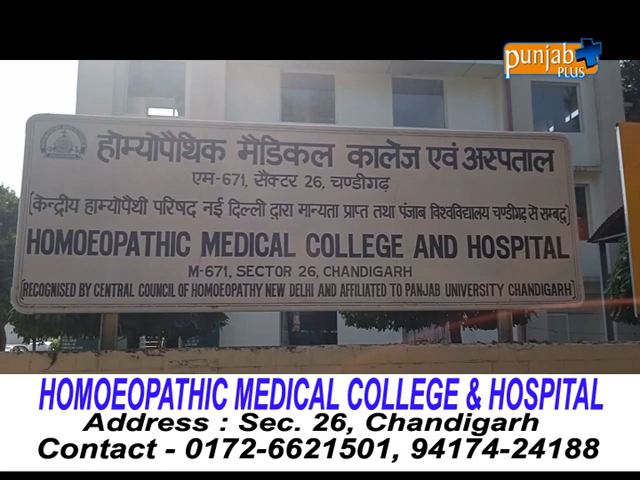 punjab
PLUS
होम्योपैथिक मैडिकल कालेज एवं अस्पताल
एम-671, सैक्टर 26, चण्डीगढ़
(केन्द्रीय हाम्योपैथी परिषद नई दिल्ली द्वारा मान्यता प्राप्त तथा पंजाब विश्वविद्यालय चण्डीगढ़ से सम्बद्ध)
HOMOEOPATHIC MEDICAL COLLEGE AND HOSPITAL
M-671, SECTOR 26, CHANDIGARH
(RECOGNISED BY CENTRAL COUNCIL OF HOMOEOPATHY NEW DELHI AND AFFILIATED TO PANJAB UNIVERSITY CHANDIGARH)
HOMOEOPATHIC MEDICAL COLLEGE & HOSPITAL
Address : Sec. 26, Chandigarh
Contact - 0172-6621501, 94174-24188